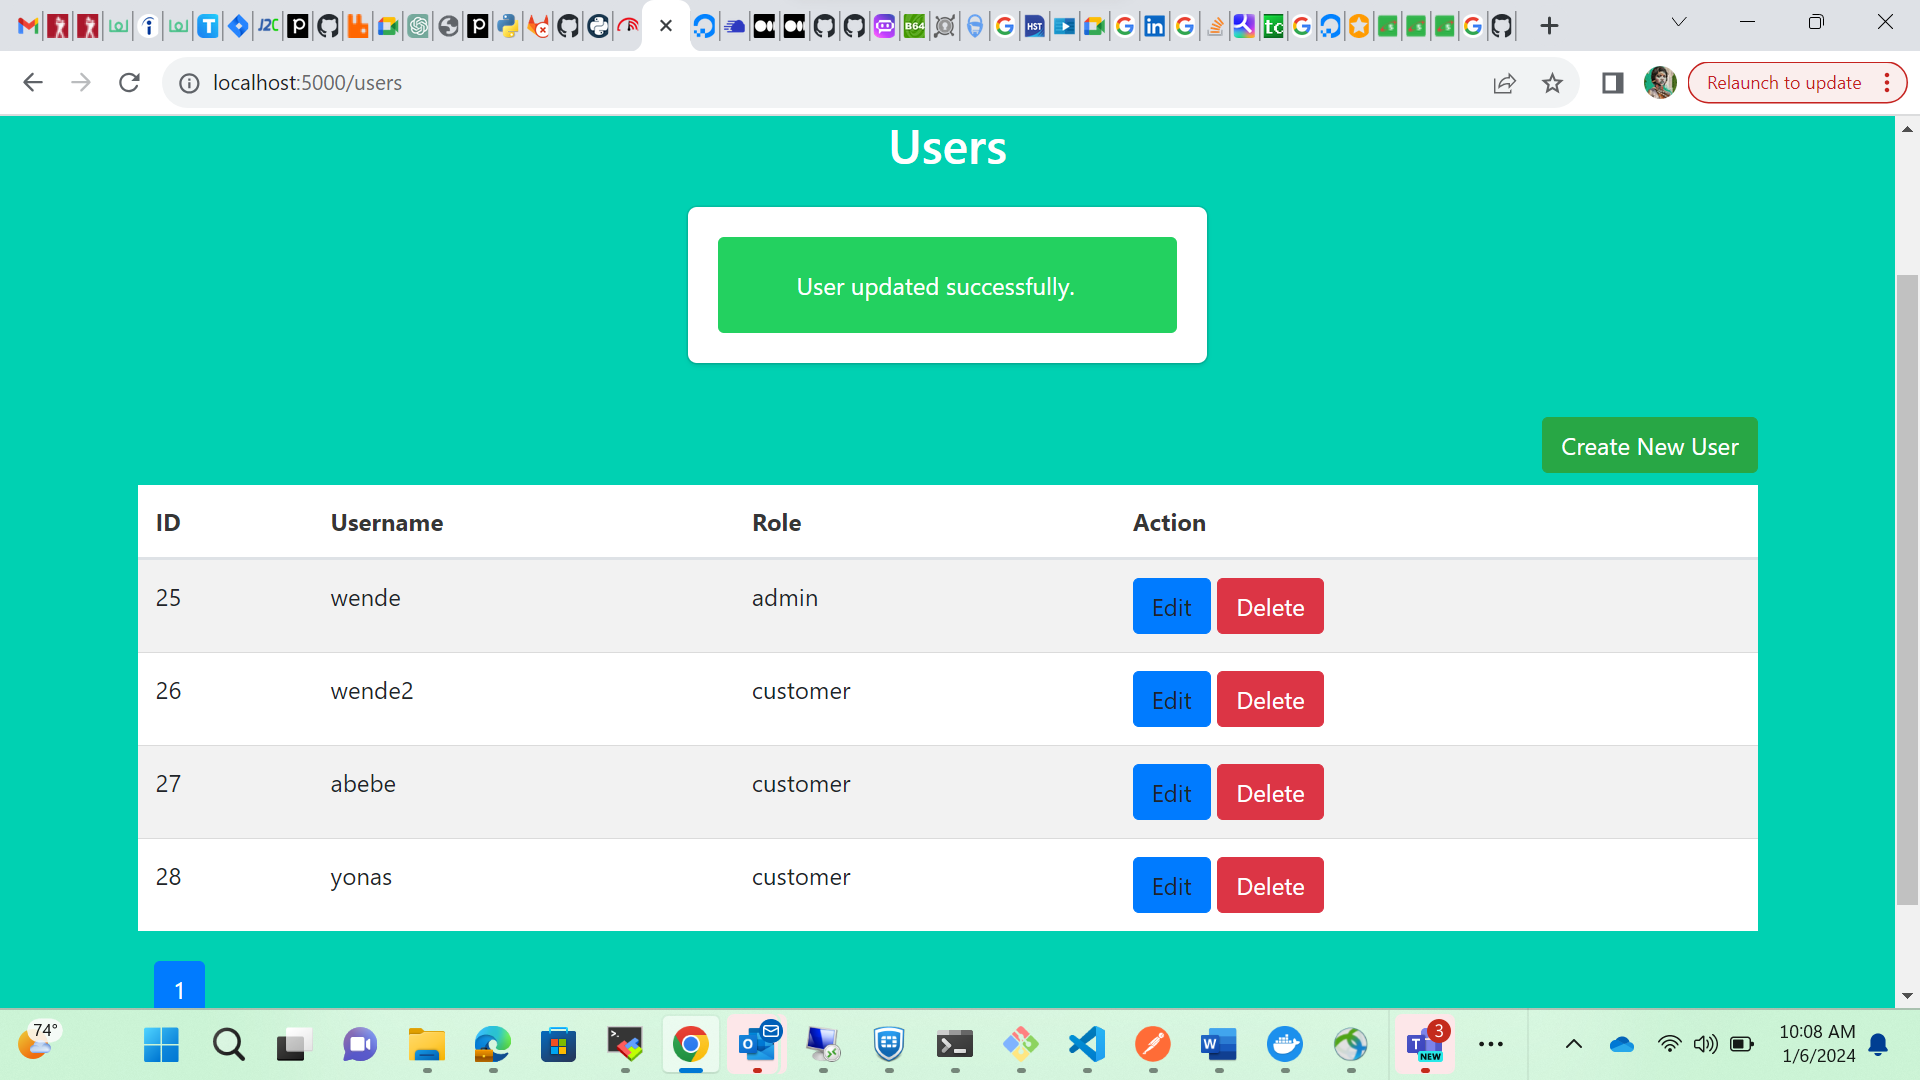 localhost:5000/users
Relaunch to update
Users
User updated successfully.
Create New User
ID Username Role Action
25 wende admin Edit Delete
26 wende2 customer Edit Delete
27 abebe customer Edit Delete
28 yonas customer Edit Delete
1
74°
3
NEW
10:08 AM
1/6/2024